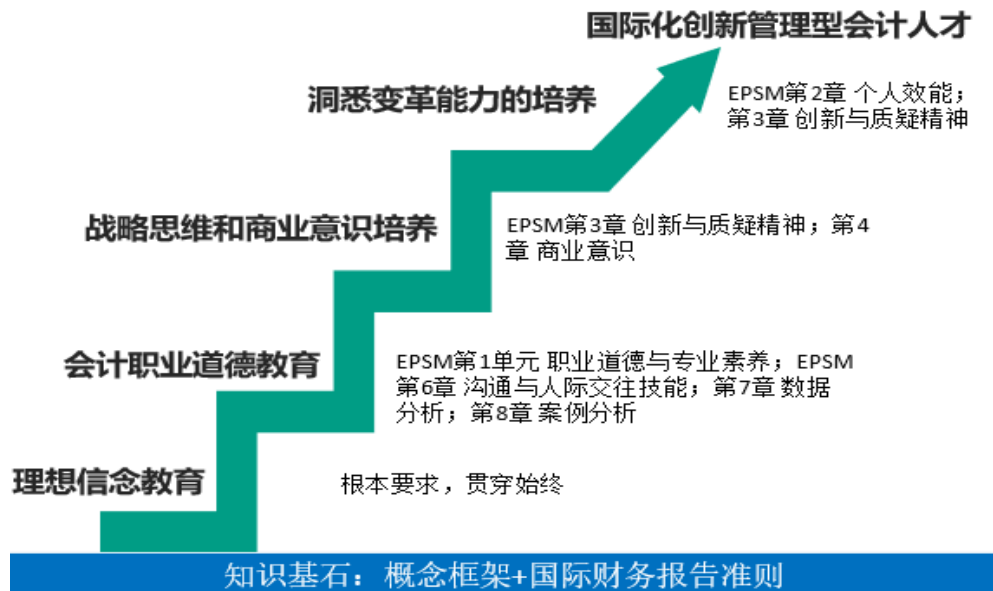 国际化创新管理型会计人才
洞悉变革能力的培养
EPSM第2章 个人效能；
第3章 创新与质疑精神
战略思维和商业意识培养
EPSM第3章 创新与质疑精神；第4
章 商业意识
会计职业道德教育
EPSM第1单元 职业道德与专业素养；EPSM
第6章 沟通与人际交往技能；第7章 数据
分析；第8章 案例分析
理想信念教育
根本要求，贯穿始终
知识基石：概念框架+国际财务报告准则